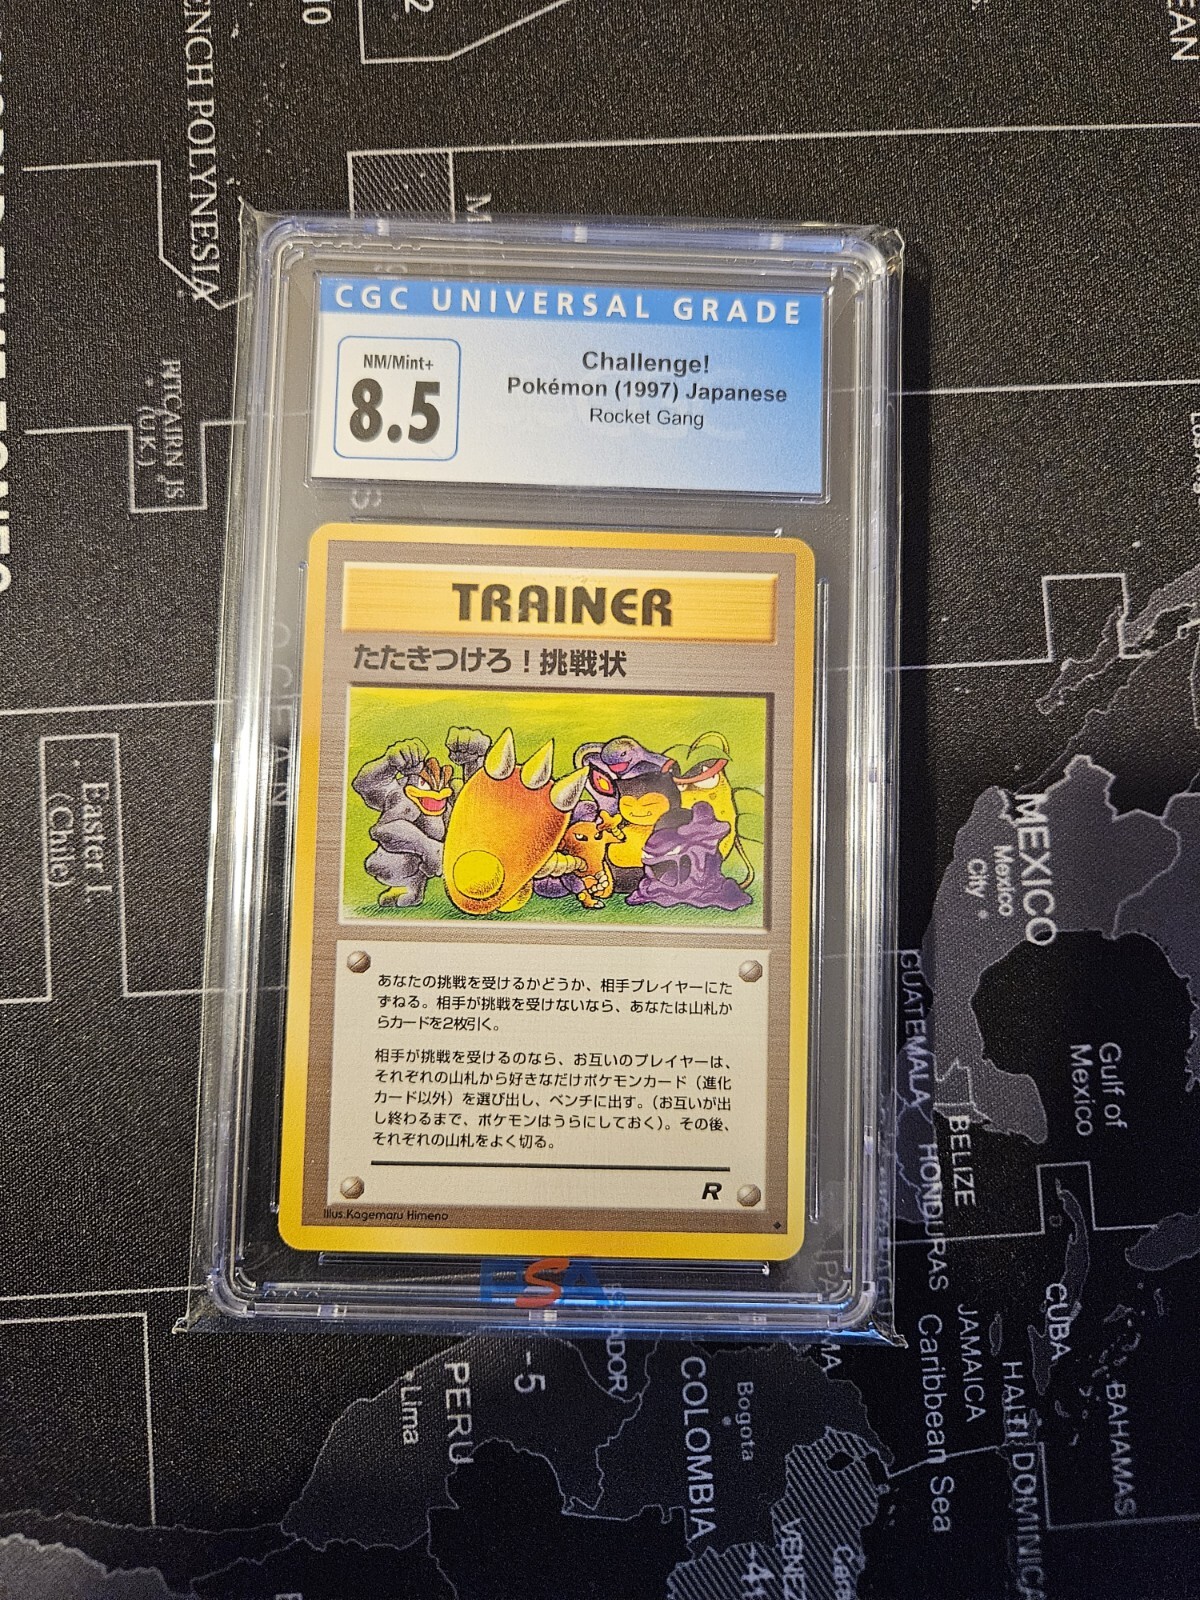 CGC UNIVERSAL GRADE
NM/Mint+
8.5
Challenge!
Pokémon (1997) Japanese
Rocket Gang
TRAINER
たたきつけろ！挑戦状
あなたの挑戦を受けるかどうか、相手プレイヤーにた
ずねる。相手が挑戦を受けないなら、あなたは山札か
らカードを2枚引く。
相手が挑戦を受けるのなら、お互いのプレイヤーは、
それぞれの山札から好きなだけポケモンカード（進化
カード以外）を選び出し、ベンチに出す。（お互いが出
し終わるまで、ポケモンはうらにしておく）。その後、
それぞれの山札をよく切る。
R
Illus.Kagemaru Himeno
PSA
ENCH POLYNESIA
10
PITCAIRN IS
(UK)
Easter I
(Chile)
MEXICO
Mexico
City
Gulf of
Mexico
GUATEMALA
BELIZE
HONDURAS
CUBA
JAMAICA
Caribbean Sea
HAITI
DOMINICA
BAHAMAS
PERU
Lima
-5
COLOMBIA
Bogota
VENEZ